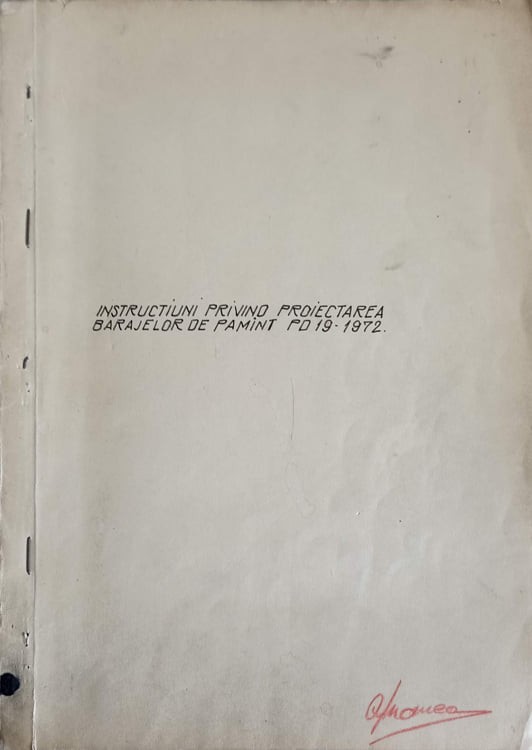 INSTRUCTIUNI PRIVIND PROIECTAREA
BARAJELOR DE PAMINT PD 19-1972.